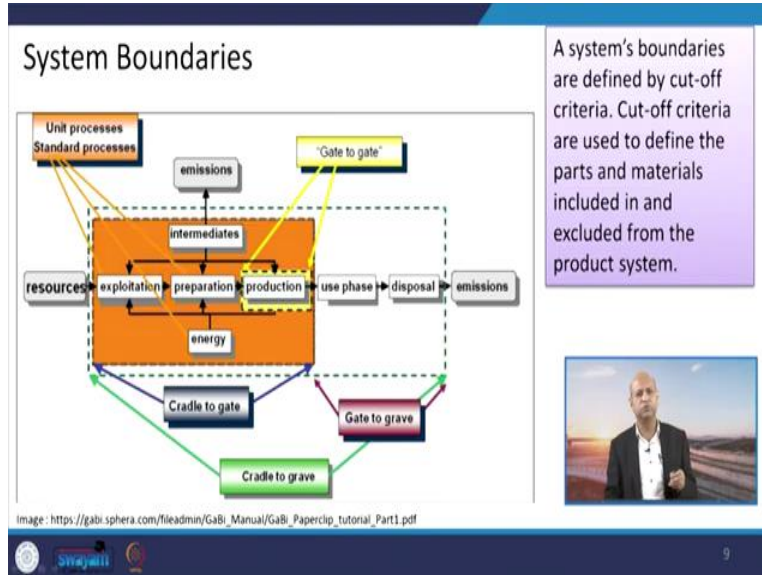 System Boundaries
A system's boundaries
are defined by cut-off
criteria. Cut-off criteria
are used to define the
parts and materials
included in and
excluded from the
product system.
Unit processes
Standard processes
"Gate to gate"
emissions
intermediates
resources
exploitation
preparation
production
use phase
disposal
emissions
energy
Cradle to gate
Gate to grave
Cradle to grave
Image : https://gabi.sphera.com/fileadmin/GaBi_Manual/GaBi_Paperclip_tutorial_Part1.pdf
swayam
9